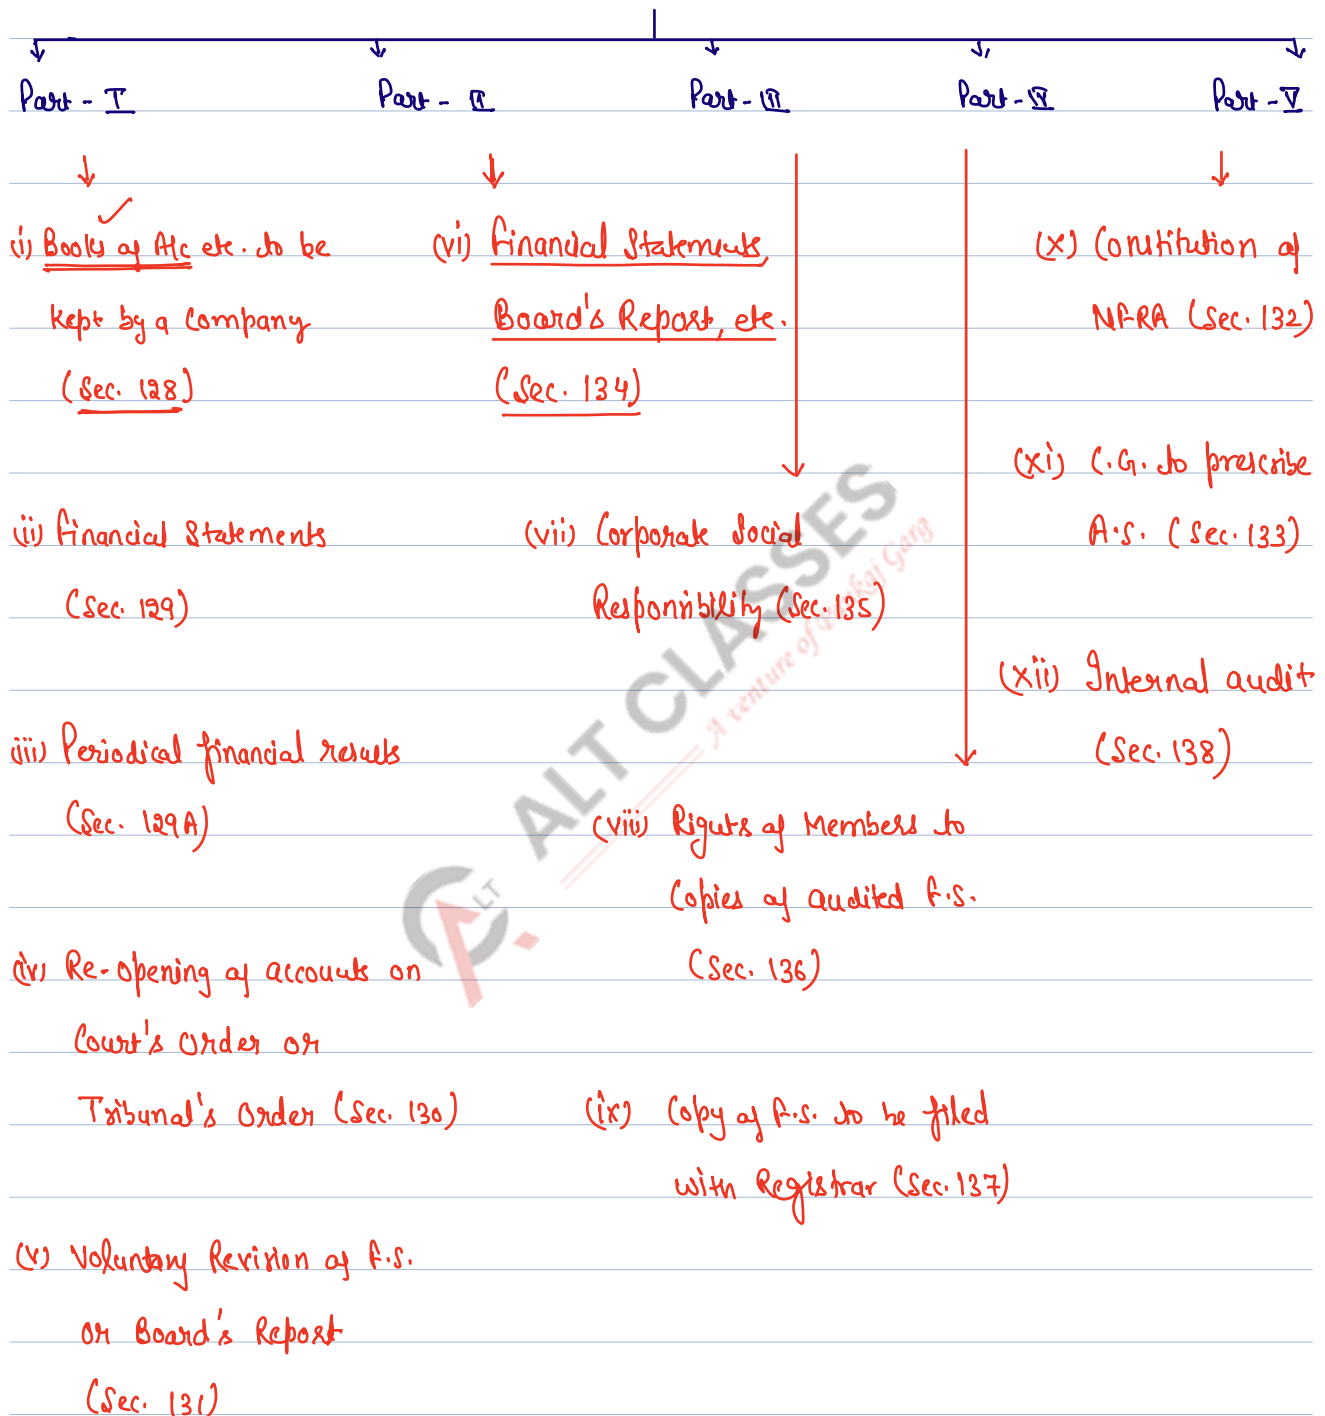 Part - I
Part - II
Part - III
Part - IV
Part - V
(i) Books of A/c etc. to be
kept by a Company
(Sec. 128)
(ii) Financial Statements
(Sec. 129)
(iii) Periodical financial results
(Sec. 129A)
(iv) Re-opening of accounts on
Court's Order or
Tribunal's Order (Sec. 130)
(v) Voluntary Revision of F.S.
or Board's Report
(Sec. 131)
(vi) Financial Statements,
Board's Report, etc.
(Sec. 134)
(vii) Corporate Social
Responsibility (Sec. 135)
(viii) Rights of Members to
Copies of audited F.S.
(Sec. 136)
(ix) Copy of F.S. to be filed
with Registrar (Sec. 137)
(x) Constitution of
NFRA (Sec. 132)
(xi) C.G. to prescribe
A.S. (Sec. 133)
(xii) Internal audit
(Sec. 138)
ALT CLASSES
A venture of Pankaj Garg
LT